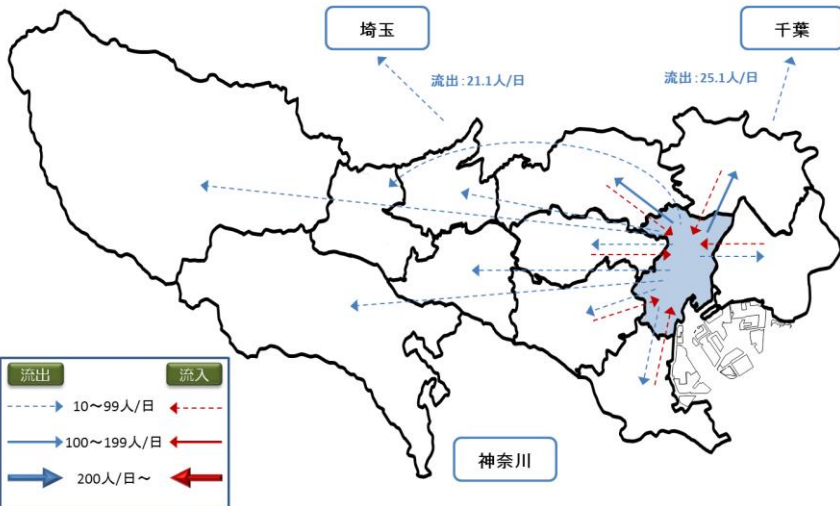 埼玉
千葉
流出:21.1人/日
流出:25.1人/日
流出
流入
10～99人/日
100～199人/日
200人/日～
神奈川